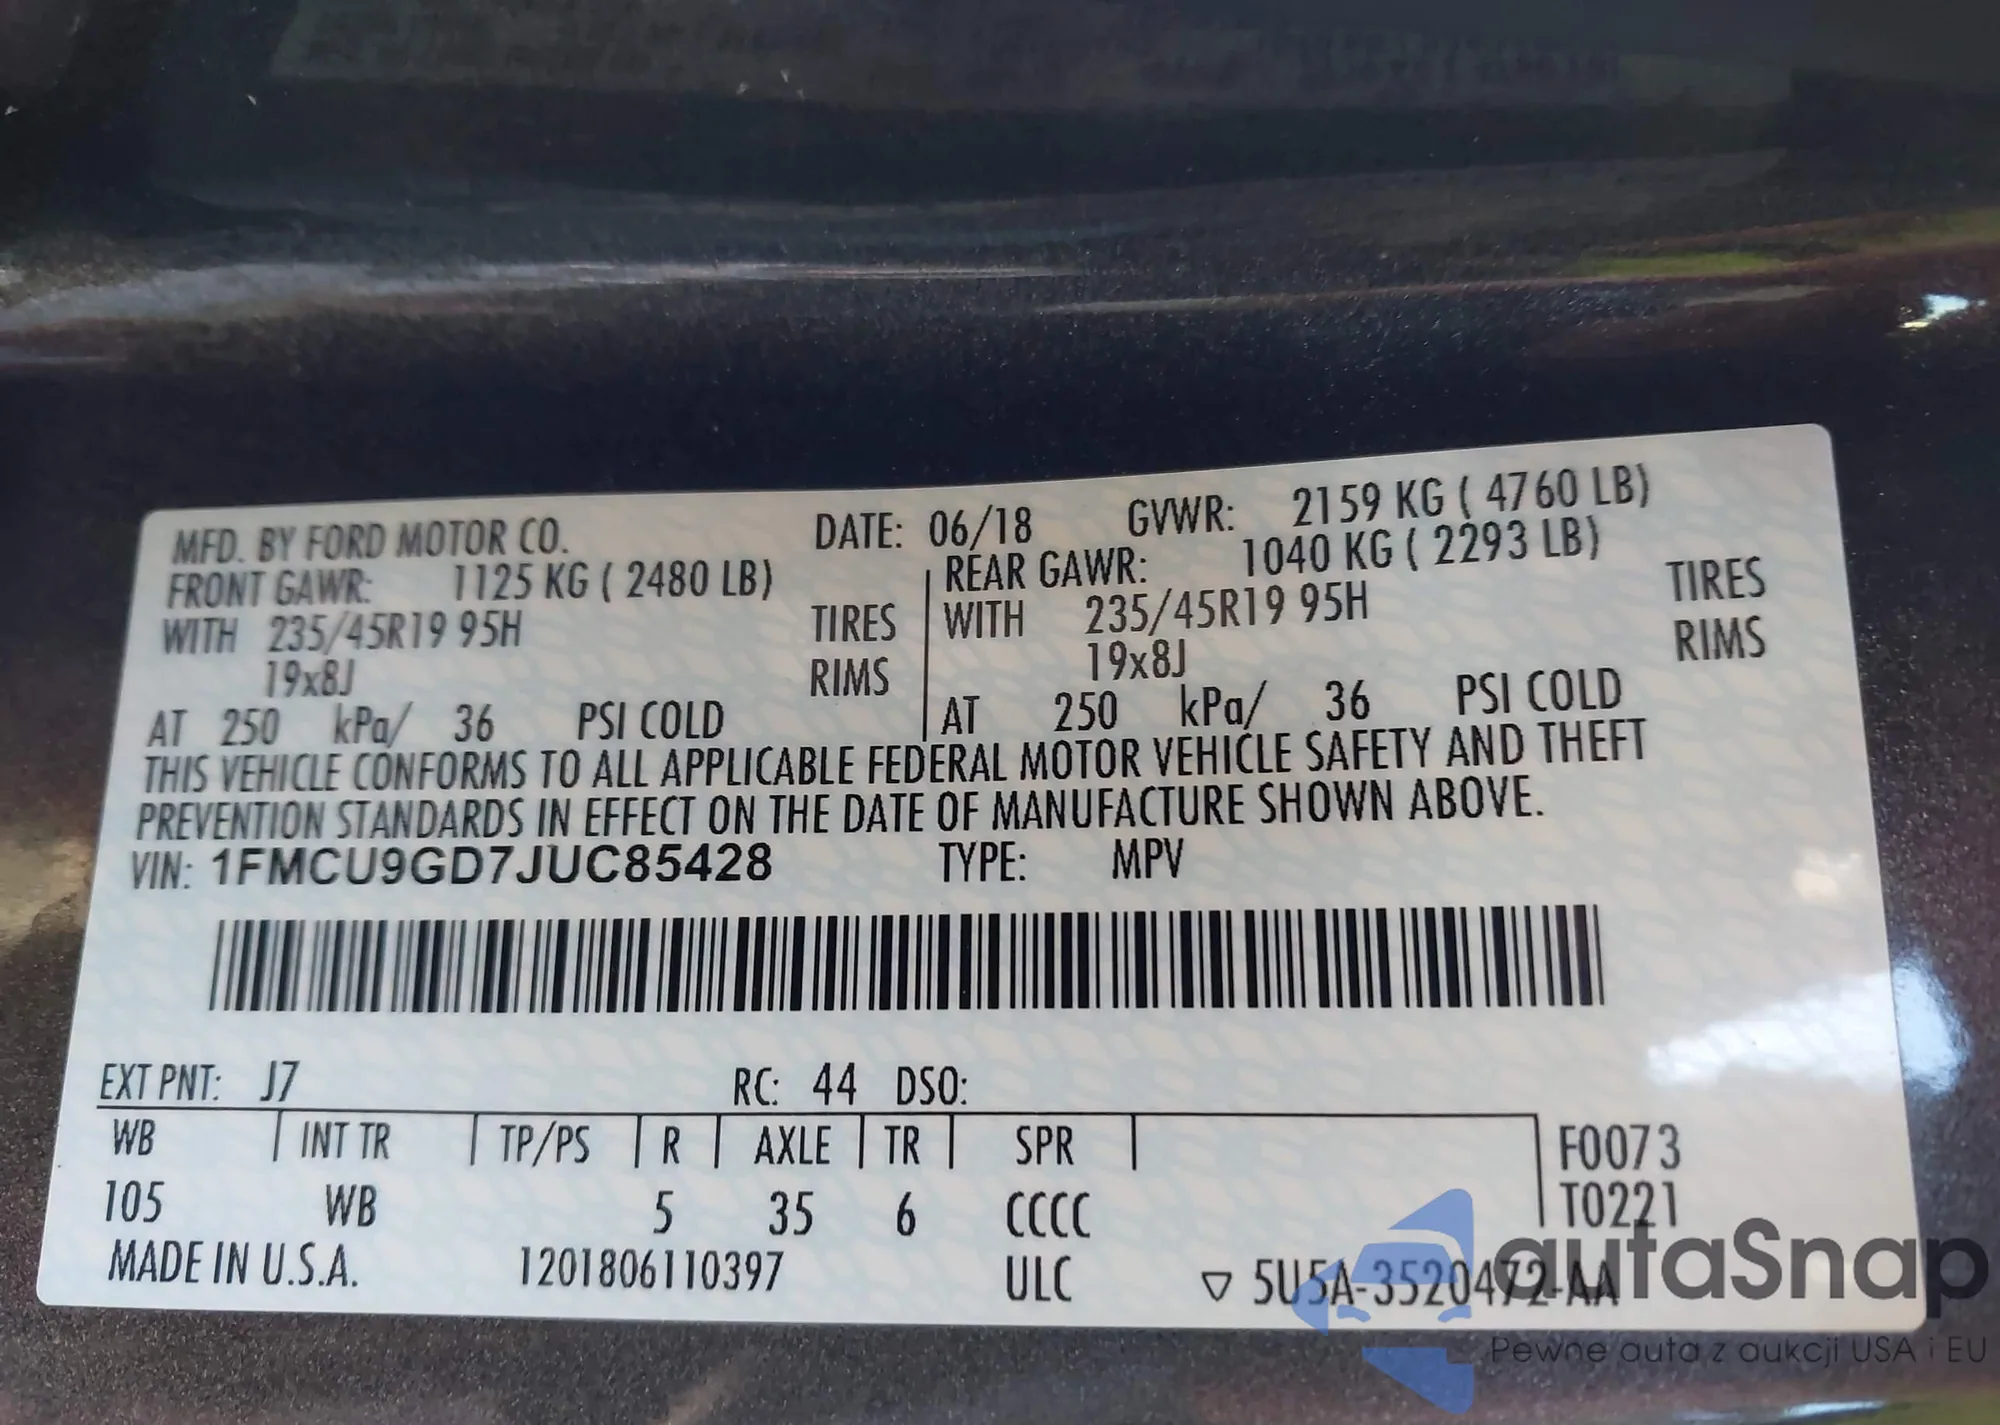 MFD. BY FORD MOTOR CO. DATE: 06/18 GVWR: 2159 KG ( 4760 LB)
FRONT GAWR: 1125 KG ( 2480 LB) REAR GAWR: 1040 KG ( 2293 LB)
WITH 235/45R19 95H TIRES WITH 235/45R19 95H TIRES
19x8J RIMS 19x8J RIMS
AT 250 kPa/ 36 PSI COLD AT 250 kPa/ 36 PSI COLD
THIS VEHICLE CONFORMS TO ALL APPLICABLE FEDERAL MOTOR VEHICLE SAFETY AND THEFT
PREVENTION STANDARDS IN EFFECT ON THE DATE OF MANUFACTURE SHOWN ABOVE.
VIN: 1FMCU9GD7JUC85428 TYPE: MPV
EXT PNT: J7 RC: 44 DSO:
WB INT TR TP/PS R AXLE TR SPR F0073
105 WB 5 35 6 CCCC T0221
MADE IN U.S.A. 1201806110397 ULC ▽ 5U5A-3520472-AA
autaSnap
Pewne auta z aukcji USA i EU